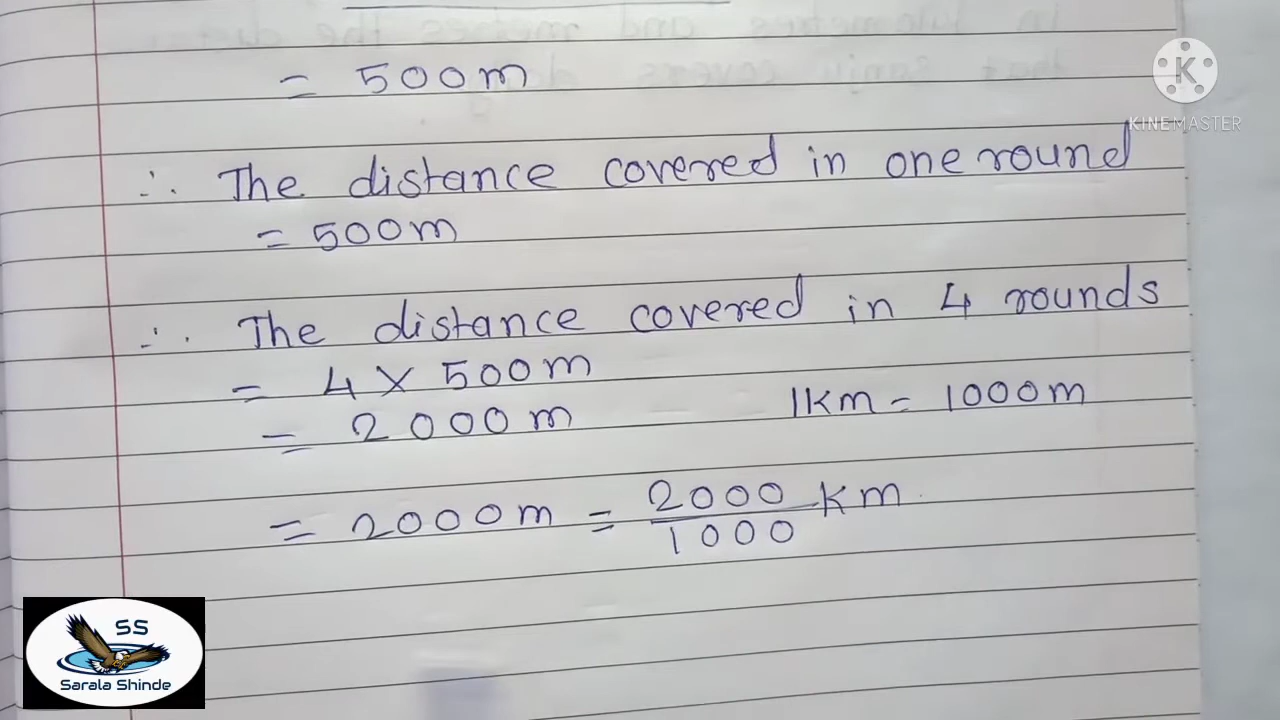 = 500m
KINEMASTER
∴ The distance covered in one round
= 500m
∴ The distance covered in 4 rounds
= 4 × 500m
= 2000m 1km = 1000m
= 2000m = 2000/1000 km
SS
Sarala Shinde